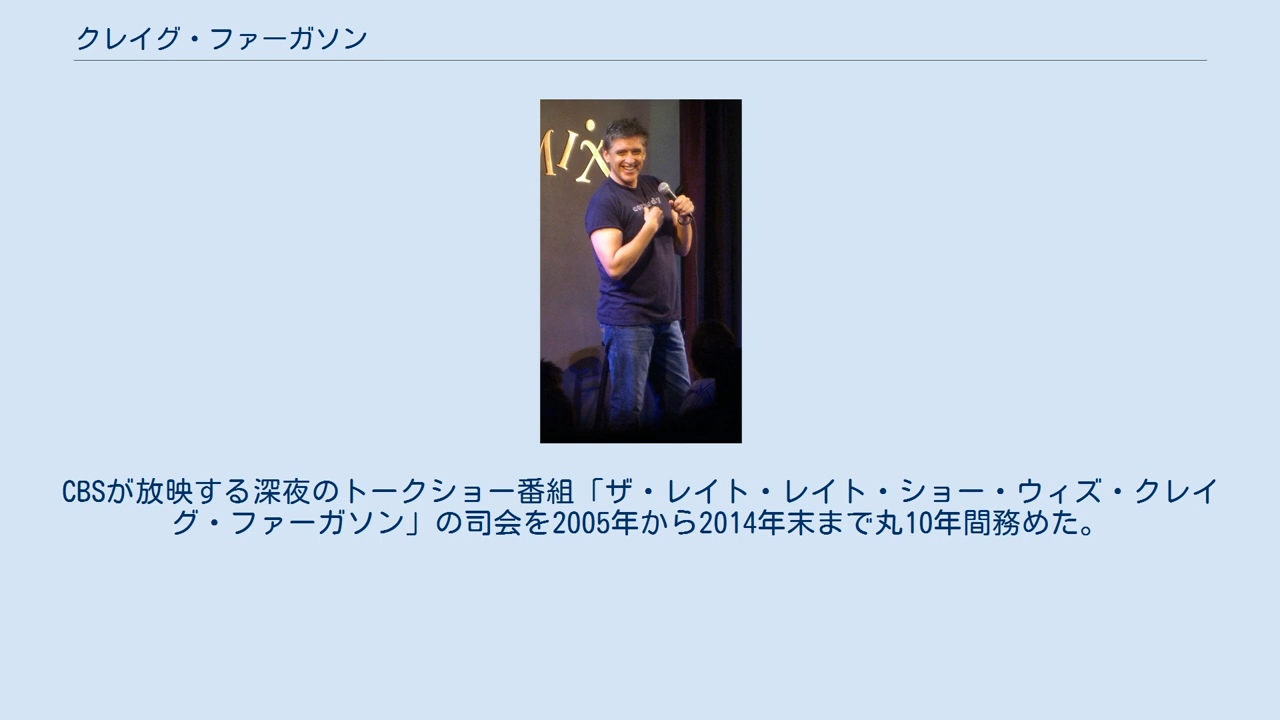 クレイグ・ファーガソン
MIX
CBSが放映する深夜のトークショー番組「ザ・レイト・レイト・ショー・ウィズ・クレイ
グ・ファーガソン」の司会を2005年から2014年末まで丸10年間務めた。